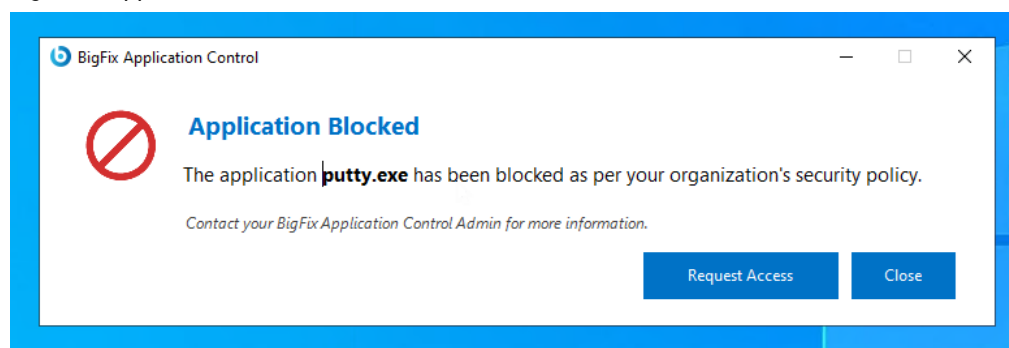 BigFix Application Control
Application Blocked
The application putty.exe has been blocked as per your organization's security policy.
Contact your BigFix Application Control Admin for more information.
Request Access
Close